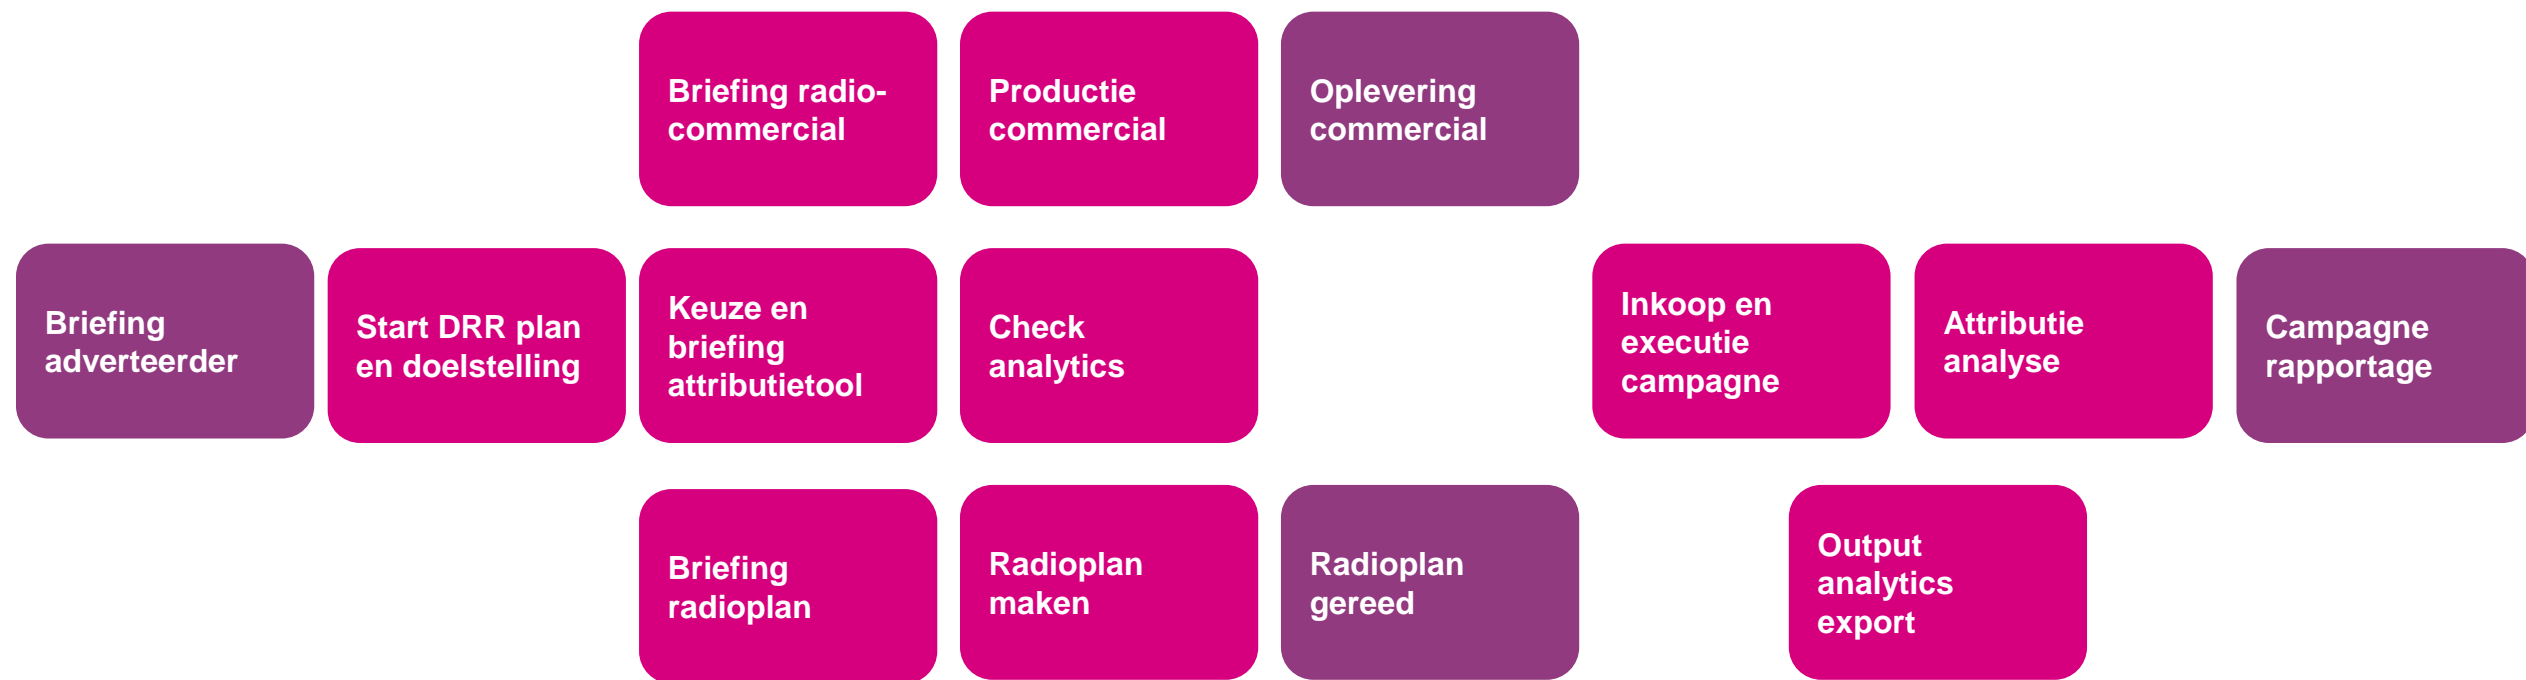 Briefing radio-
commercial
Productie
commercial
Oplevering
commercial
Briefing
adverteerder
Start DRR plan
en doelstelling
Keuze en
briefing
attributietool
Check
analytics
Inkoop en
executie
campagne
Attributie
analyse
Campagne
rapportage
Briefing
radioplan
Radioplan
maken
Radioplan
gereed
Output
analytics
export